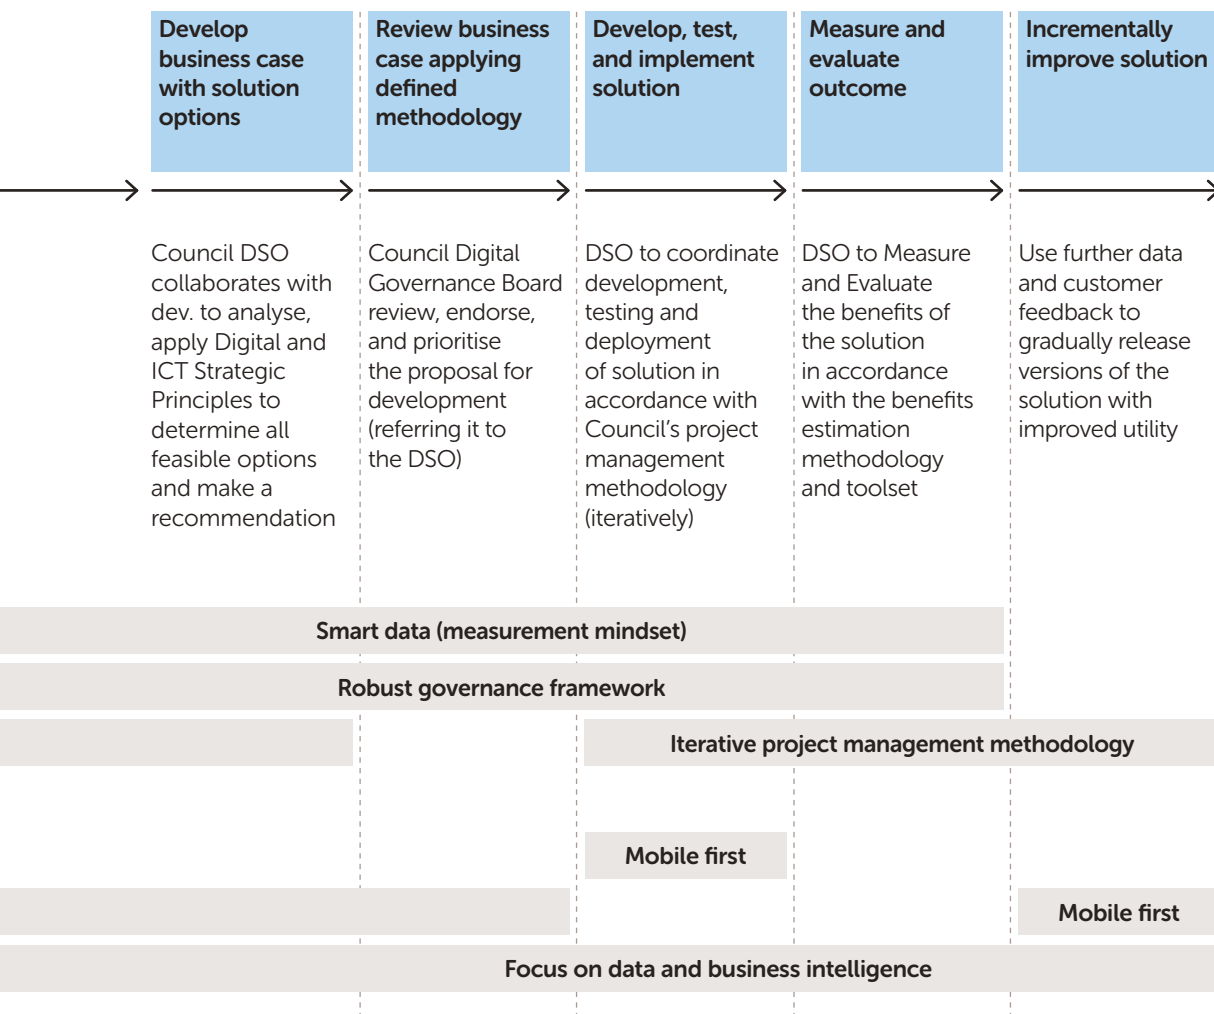 Develop
business case
with solution
options
Review business
case applying
defined
methodology
Develop, test,
and implement
solution
Measure and
evaluate
outcome
Incrementally
improve solution
Council DSO
collaborates with
dev. to analyse,
apply Digital and
ICT Strategic
Principles to
determine all
feasible options
and make a
recommendation
Council Digital
Governance Board
review, endorse,
and prioritise
the proposal for
development
(referring it to
the DSO)
DSO to coordinate
development,
testing and
deployment
of solution in
accordance with
Council’s project
management
methodology
(iteratively)
DSO to Measure
and Evaluate
the benefits of
the solution
in accordance
with the benefits
estimation
methodology
and toolset
Use further data
and customer
feedback to
gradually release
versions of the
solution with
improved utility
Smart data (measurement mindset)
Robust governance framework
Iterative project management methodology
Mobile first
Mobile first
Focus on data and business intelligence